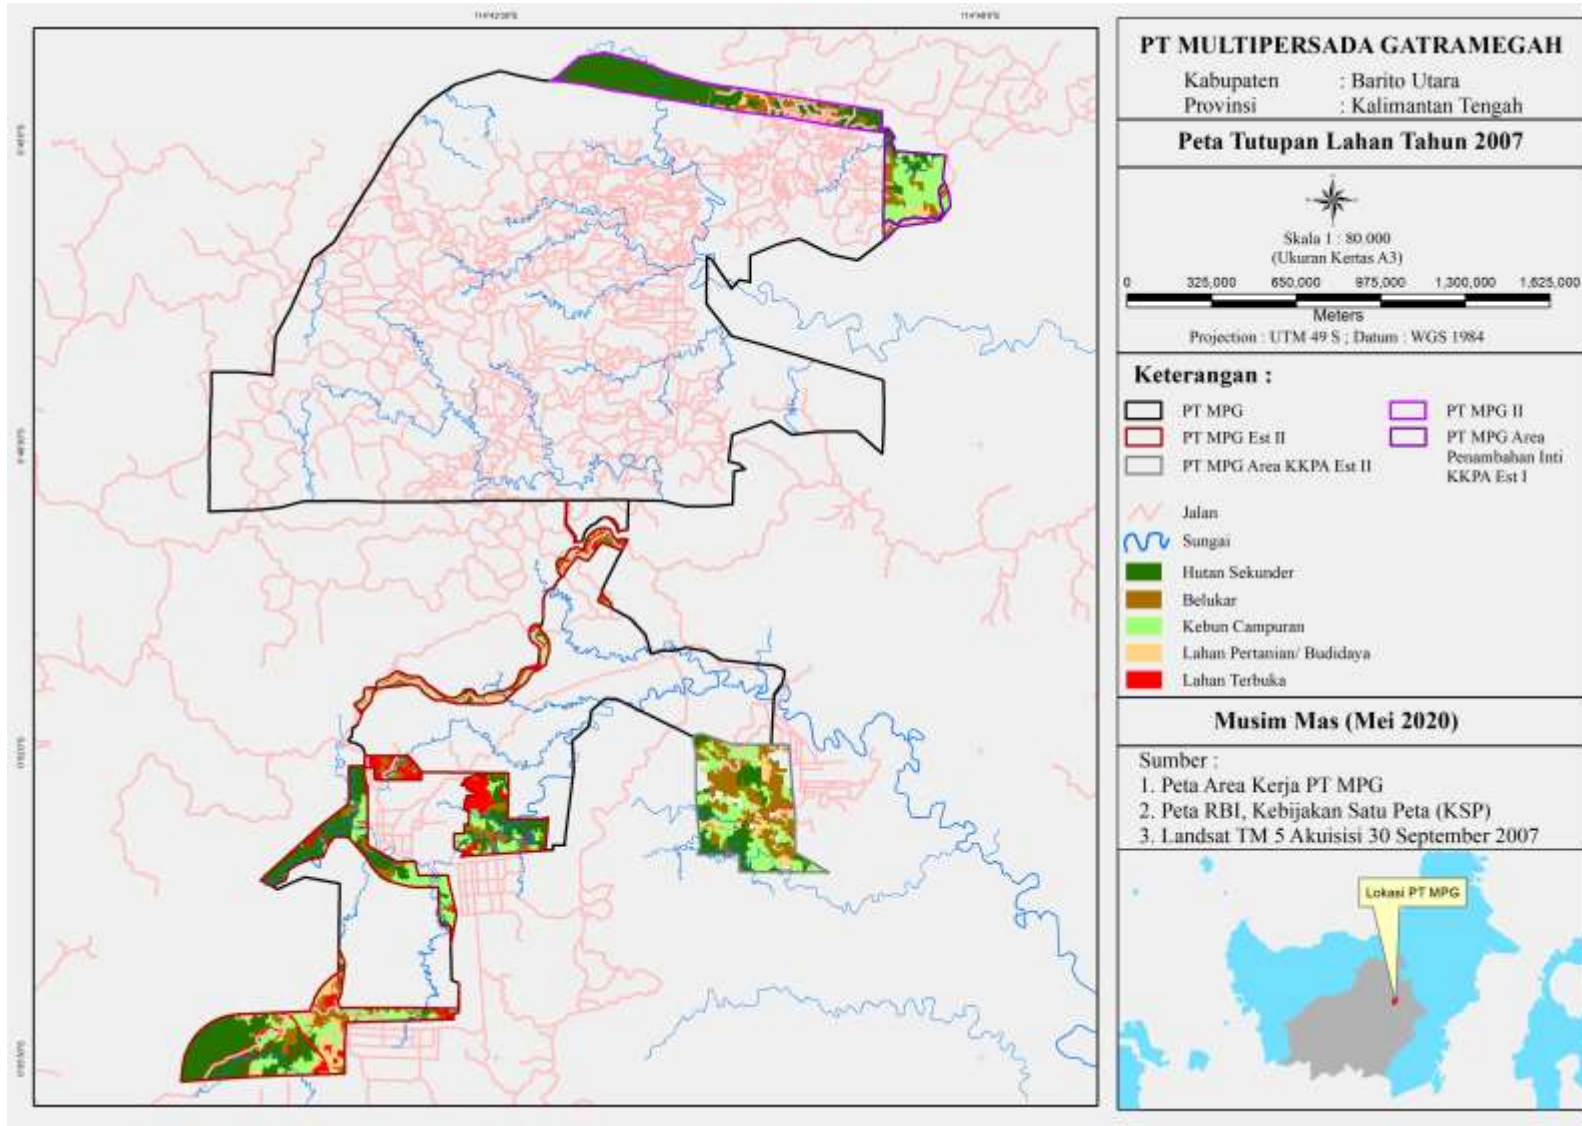 PT MULTIPERSADA GATRAMEGAH
Kabupaten : Barito Utara
Provinsi : Kalimantan Tengah
Peta Tutupan Lahan Tahun 2007
Skala 1 : 80.000
(Ukuran Kertas A3)
0 325,000 650,000 975,000 1,300,000 1,625,000
Meters
Projection : UTM 49 S ; Datum : WGS 1984
Keterangan :
PT MPG
PT MPG Est II
PT MPG Area KKPA Est II
PT MPG II
PT MPG Area
Penambahan Inti
KKPA Est I
Jalan
Sungai
Hutan Sekunder
Belukar
Kebun Campuran
Lahan Pertanian/ Budidaya
Lahan Terbuka
Musim Mas (Mei 2020)
Sumber :
1. Peta Area Kerja PT MPG
2. Peta RBI, Kebijakan Satu Peta (KSP)
3. Landsat TM 5 Akuisisi 30 September 2007
Lokasi PT MPG